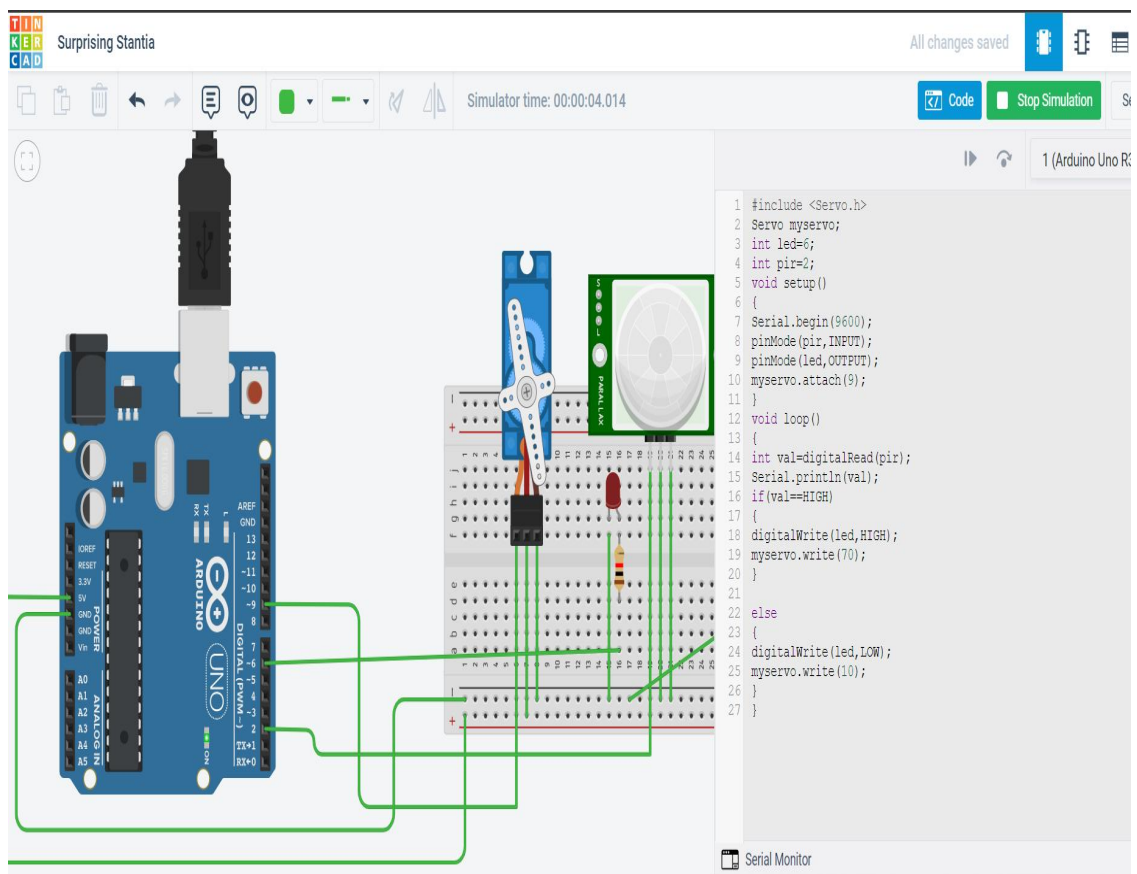 TIN
KER
CAD
Surprising Stantia
All changes saved
Simulator time: 00:00:04.014
Code
Stop Simulation
Se
1 (Arduino Uno R3
1 #include <Servo.h>
2 Servo myservo;
3 int led=6;
4 int pir=2;
5 void setup()
6 {
7 Serial.begin(9600);
8 pinMode(pir,INPUT);
9 pinMode(led,OUTPUT);
10 myservo.attach(9);
11 }
12 void loop()
13 {
14 int val=digitalRead(pir);
15 Serial.println(val);
16 if(val==HIGH)
17 {
18 digitalWrite(led,HIGH);
19 myservo.write(70);
20 }
21
22 else
23 {
24 digitalWrite(led,LOW);
25 myservo.write(10);
26 }
27 }
Serial Monitor
IOREF
RESET
3.3V
5V
GND
GND
Vin
POWER
A0
A1
A2
A3
A4
A5
ANALOG IN
RX
TX
L
ARDUINO
UNO
ON
DIGITAL (PWM~)
AREF
GND
13
12
~11
~10
~9
8
7
~6
~5
4
~3
2
TX→1
RX←0
S
L
PARALLAX
j
i
h
g
f
e
d
c
b
a